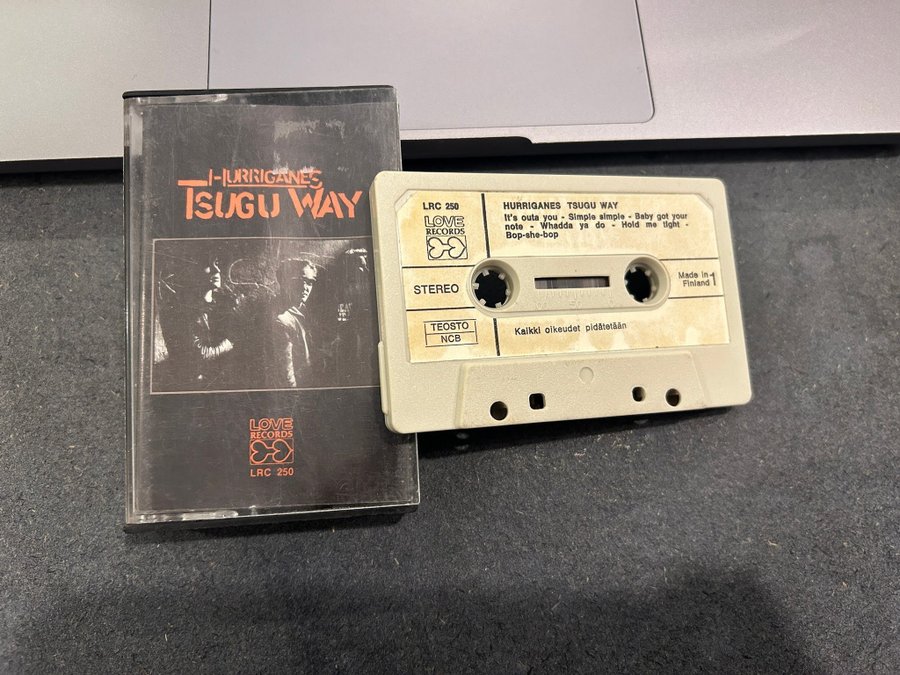 HURRIGANES
TSUGU WAY
LOVE
RECORDS
LRC 250
LRC 250
LOVE
RECORDS
STEREO
TEOSTO
NCB
HURRIGANES TSUGU WAY
It's outa you - Simple simple - Baby got your
note - Whadda ya do - Hold me tight -
Bop-she-bop
Made in
Finland 1
Kaikki oikeudet pidätetään